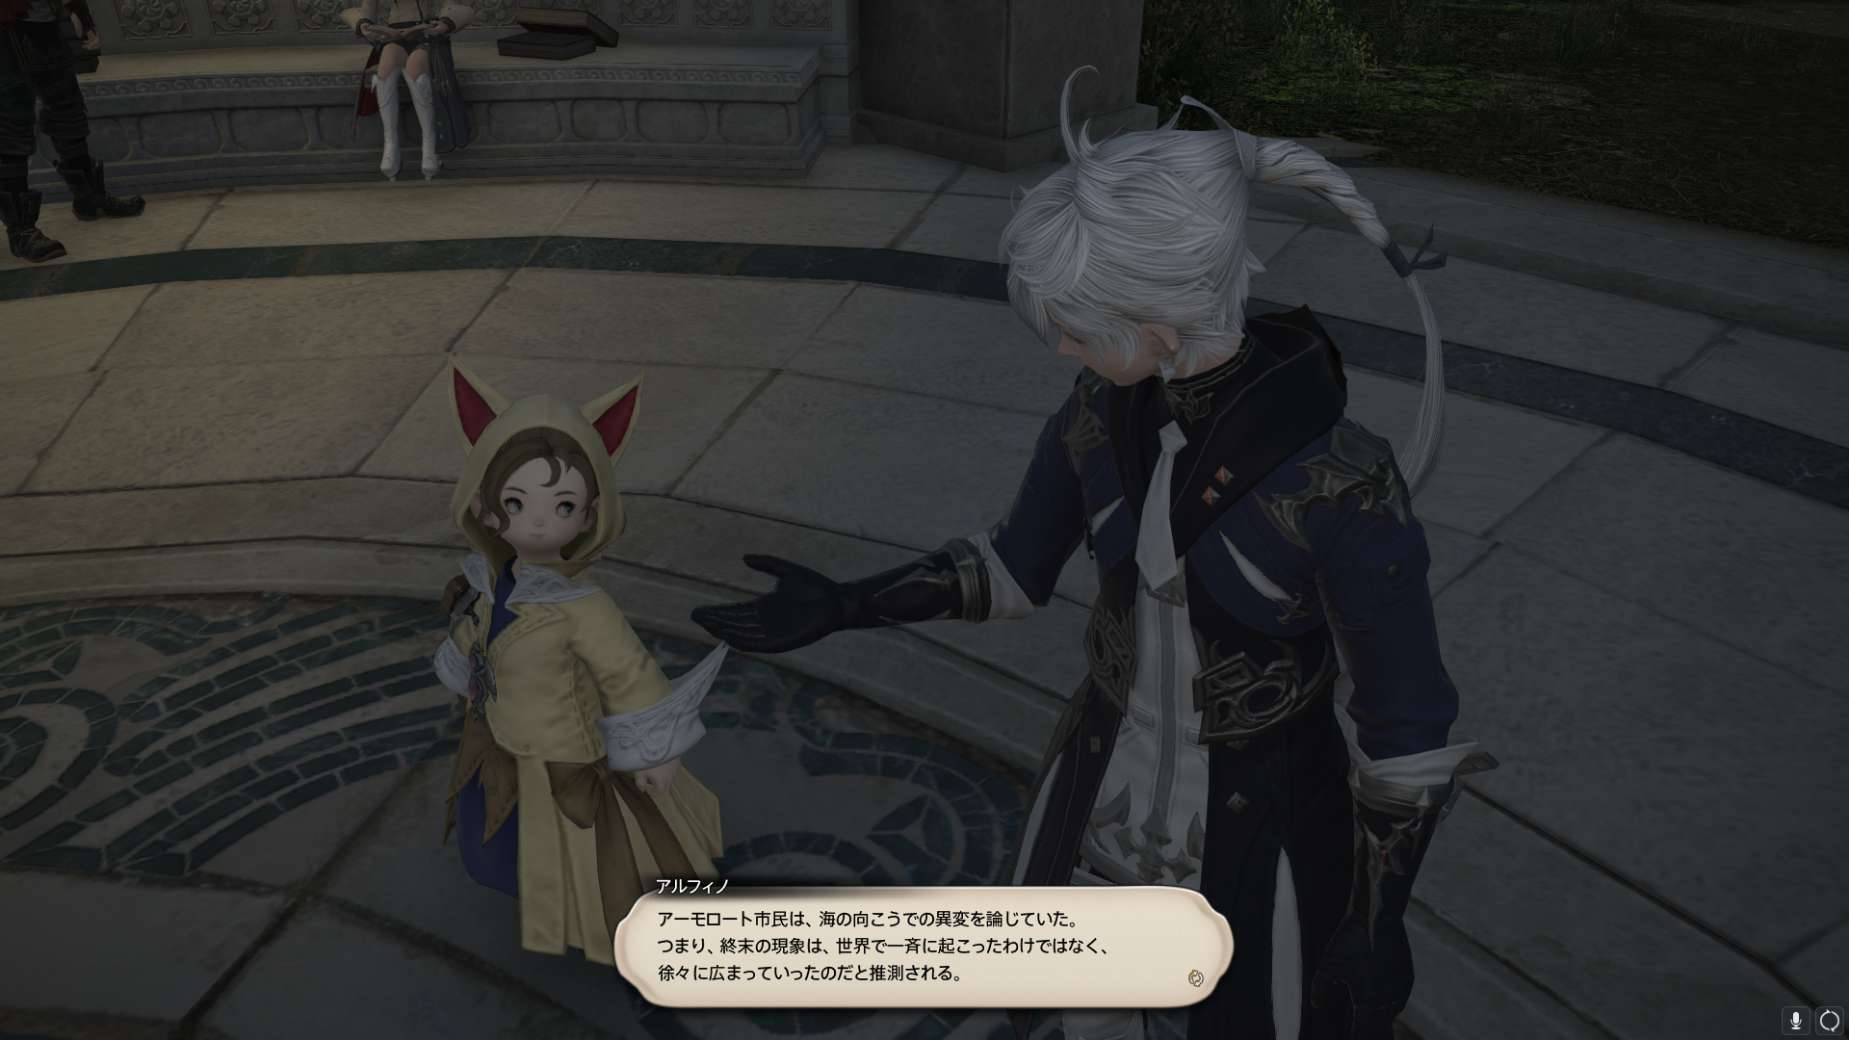 アルフィノ
アーモロート市民は、海の向こうでの異変を論じていた。
つまり、終末の現象は、世界で一斉に起こったわけではなく、
徐々に広まっていったのだと推測される。